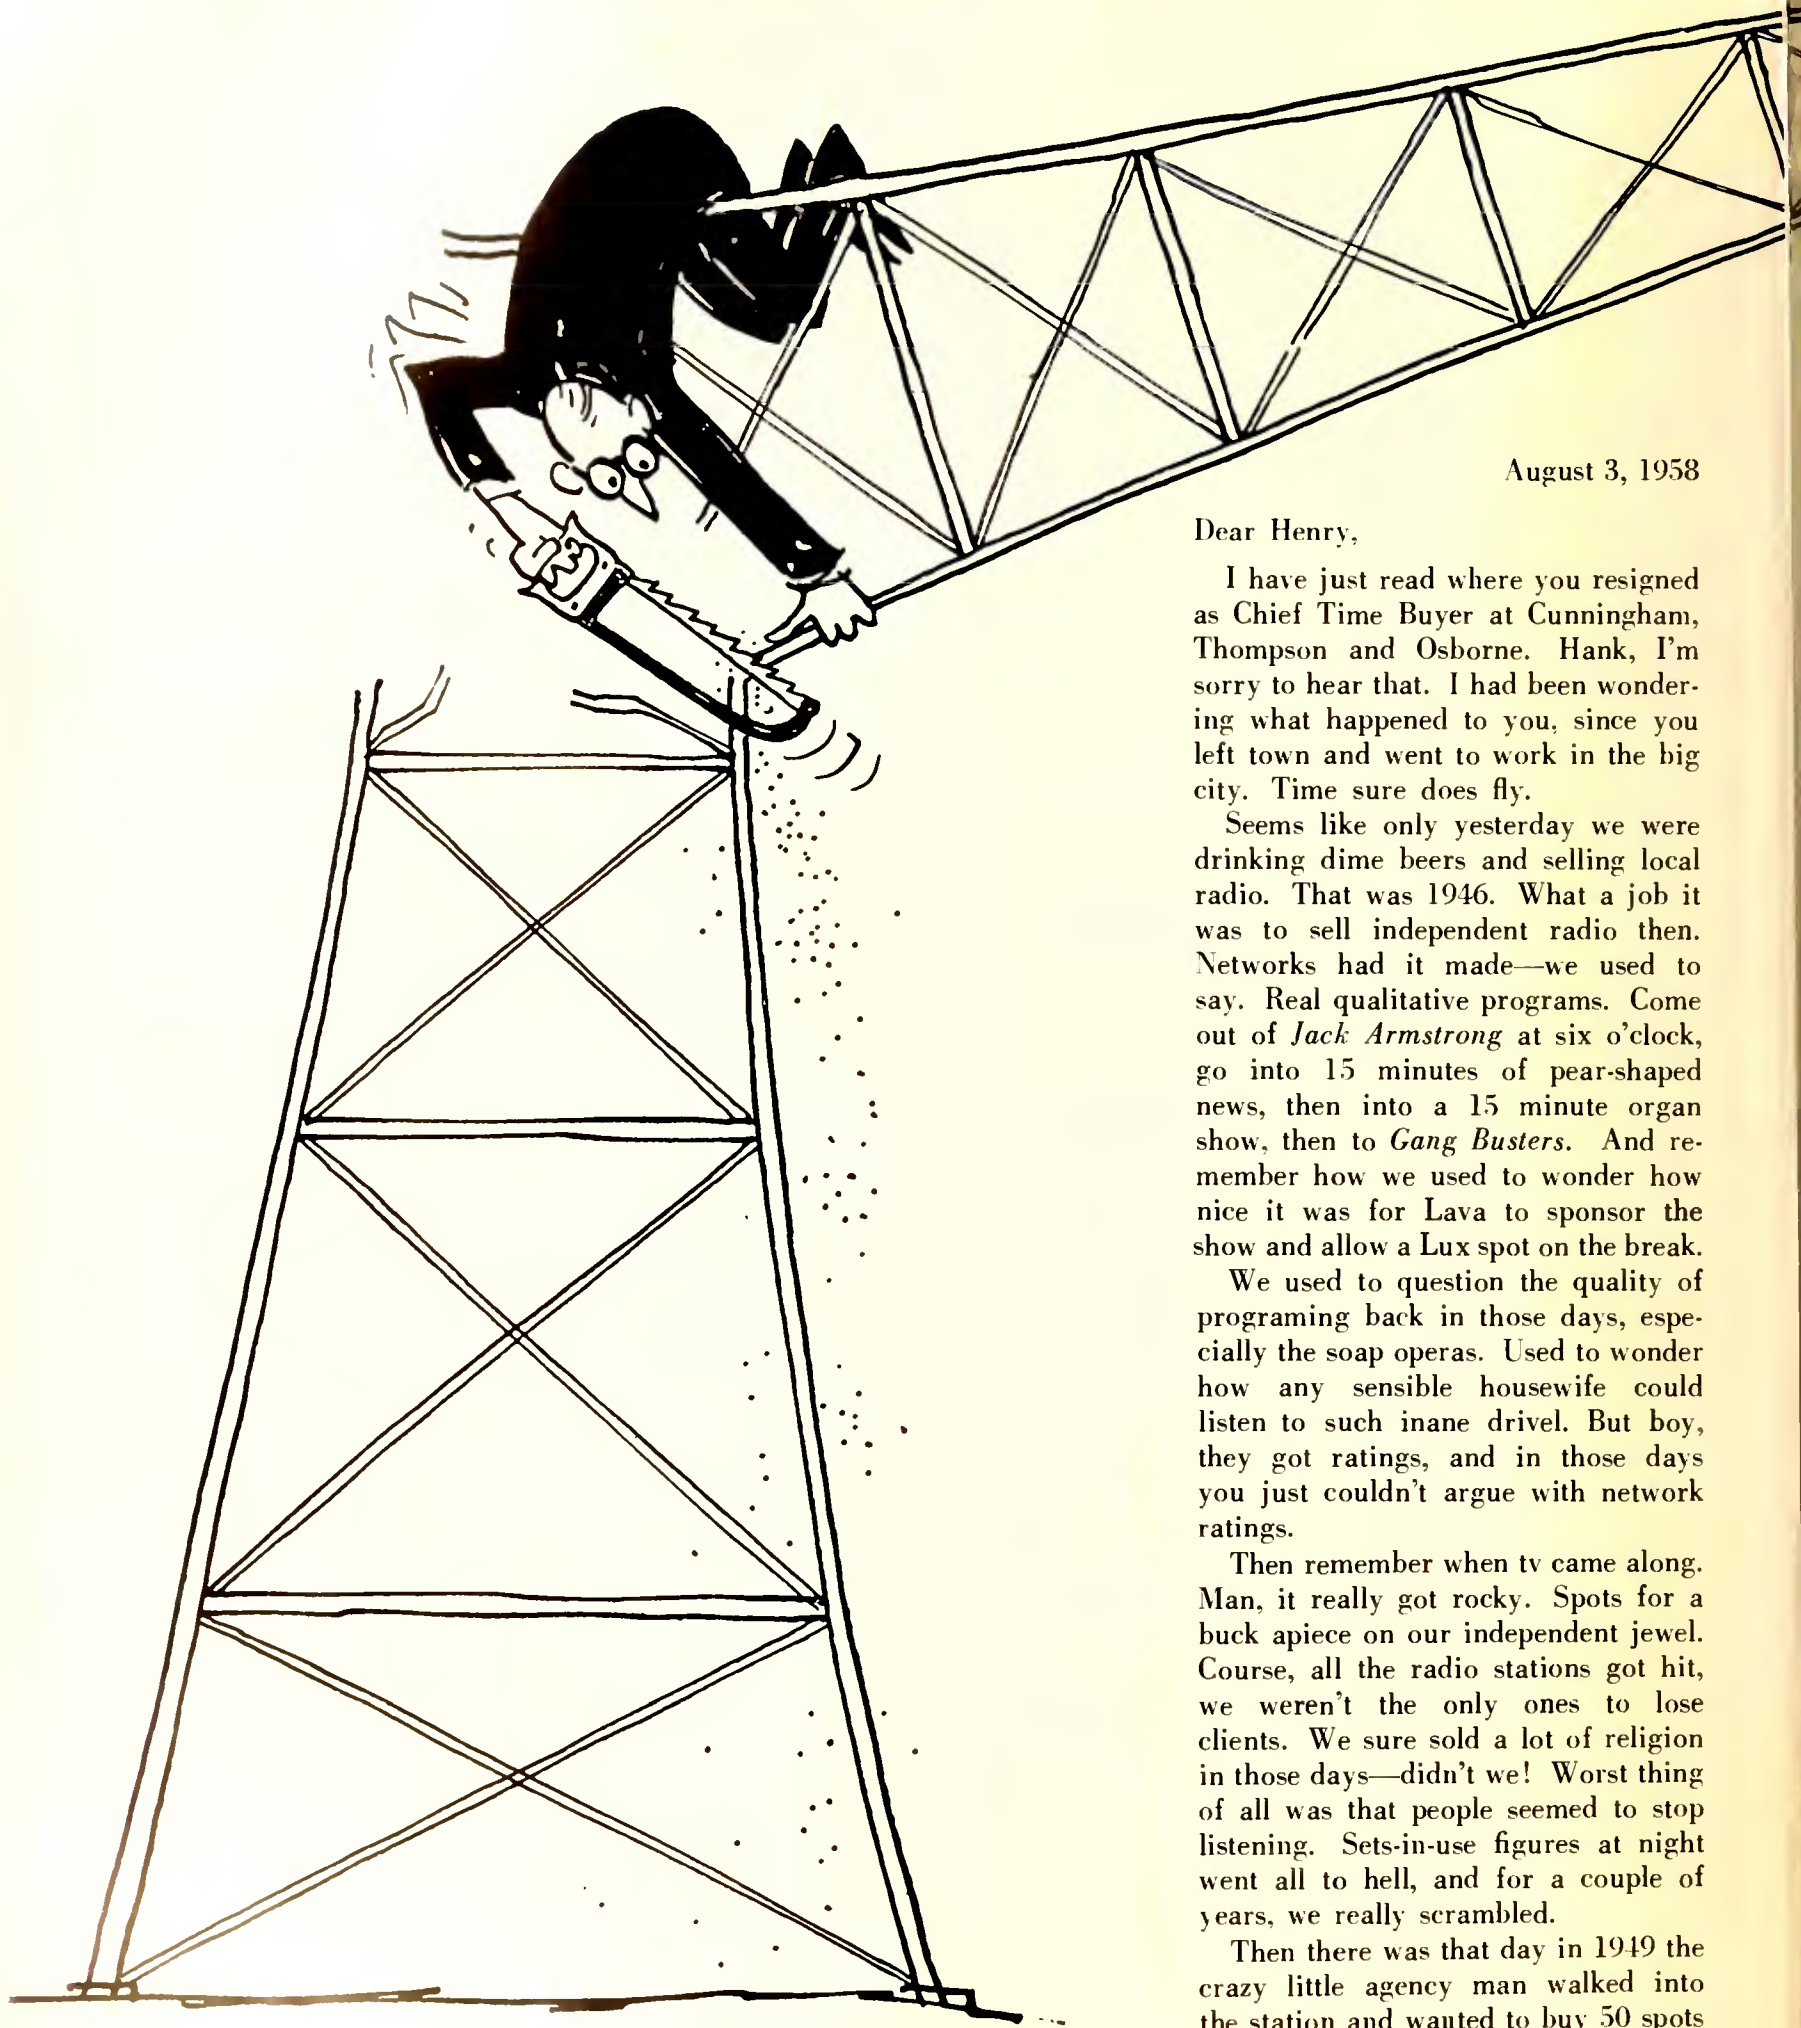 August 3, 1958
Dear Henry,
I have just read where you resigned
as Chief Time Buyer at Cunningham,
Thompson and Osborne. Hank, I'm
sorry to hear that. I had been wonder-
ing what happened to you, since you
left town and went to work in the big
city. Time sure does fly.
Seems like only yesterday we were
drinking dime beers and selling local
radio. That was 1946. What a job it
was to sell independent radio then.
Networks had it made—we used to
say. Real qualitative programs. Come
out of Jack Armstrong at six o'clock,
go into 15 minutes of pear-shaped
news, then into a 15 minute organ
show, then to Gang Busters. And re-
member how we used to wonder how
nice it was for Lava to sponsor the
show and allow a Lux spot on the break.
We used to question the quality of
programing back in those days, espe-
cially the soap operas. Used to wonder
how any sensible housewife could
listen to such inane drivel. But boy,
they got ratings, and in those days
you just couldn't argue with network
ratings.
Then remember when tv came along.
Man, it really got rocky. Spots for a
buck apiece on our independent jewel.
Course, all the radio stations got hit,
we weren't the only ones to lose
clients. We sure sold a lot of religion
in those days—didn't we! Worst thing
of all was that people seemed to stop
listening. Sets-in-use figures at night
went all to hell, and for a couple of
years, we really scrambled.
Then there was that day in 1949 the
crazy little agency man walked into
the station and wanted to buy 50 spots